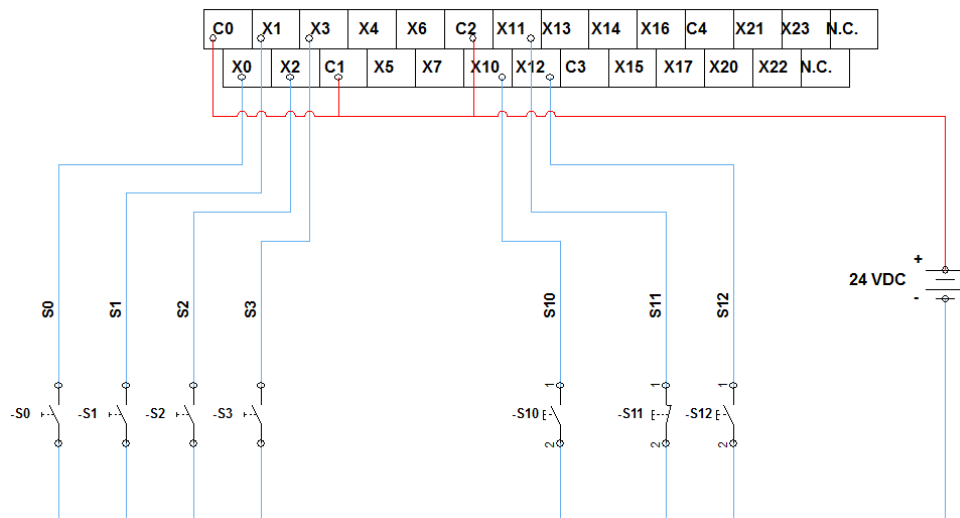 C0 X1 X3 X4 X6 C2 X11 X13 X14 X16 C4 X21 X23 N.C.
X0 X2 C1 X5 X7 X10 X12 C3 X15 X17 X20 X22 N.C.
+
24 VDC
-
S0 S1 S2 S3 S10 S11 S12
1 1 1
-S0 -S1 -S2 -S3 -S10 -S11 -S12
2 2 2